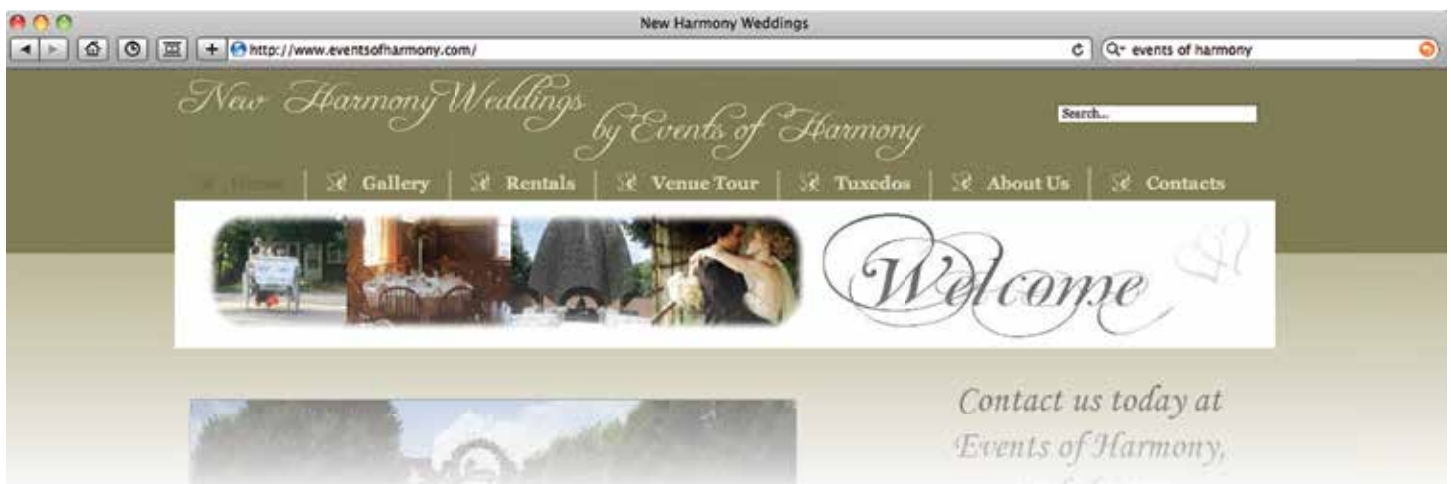 New Harmony Weddings
http://www.eventsofharmony.com/
events of harmony
New Harmony Weddings
by Events of Harmony
Search...
Home Gallery Rentals Venue Tour Tuxedos About Us Contacts
Welcome
Contact us today at
Events of Harmony,